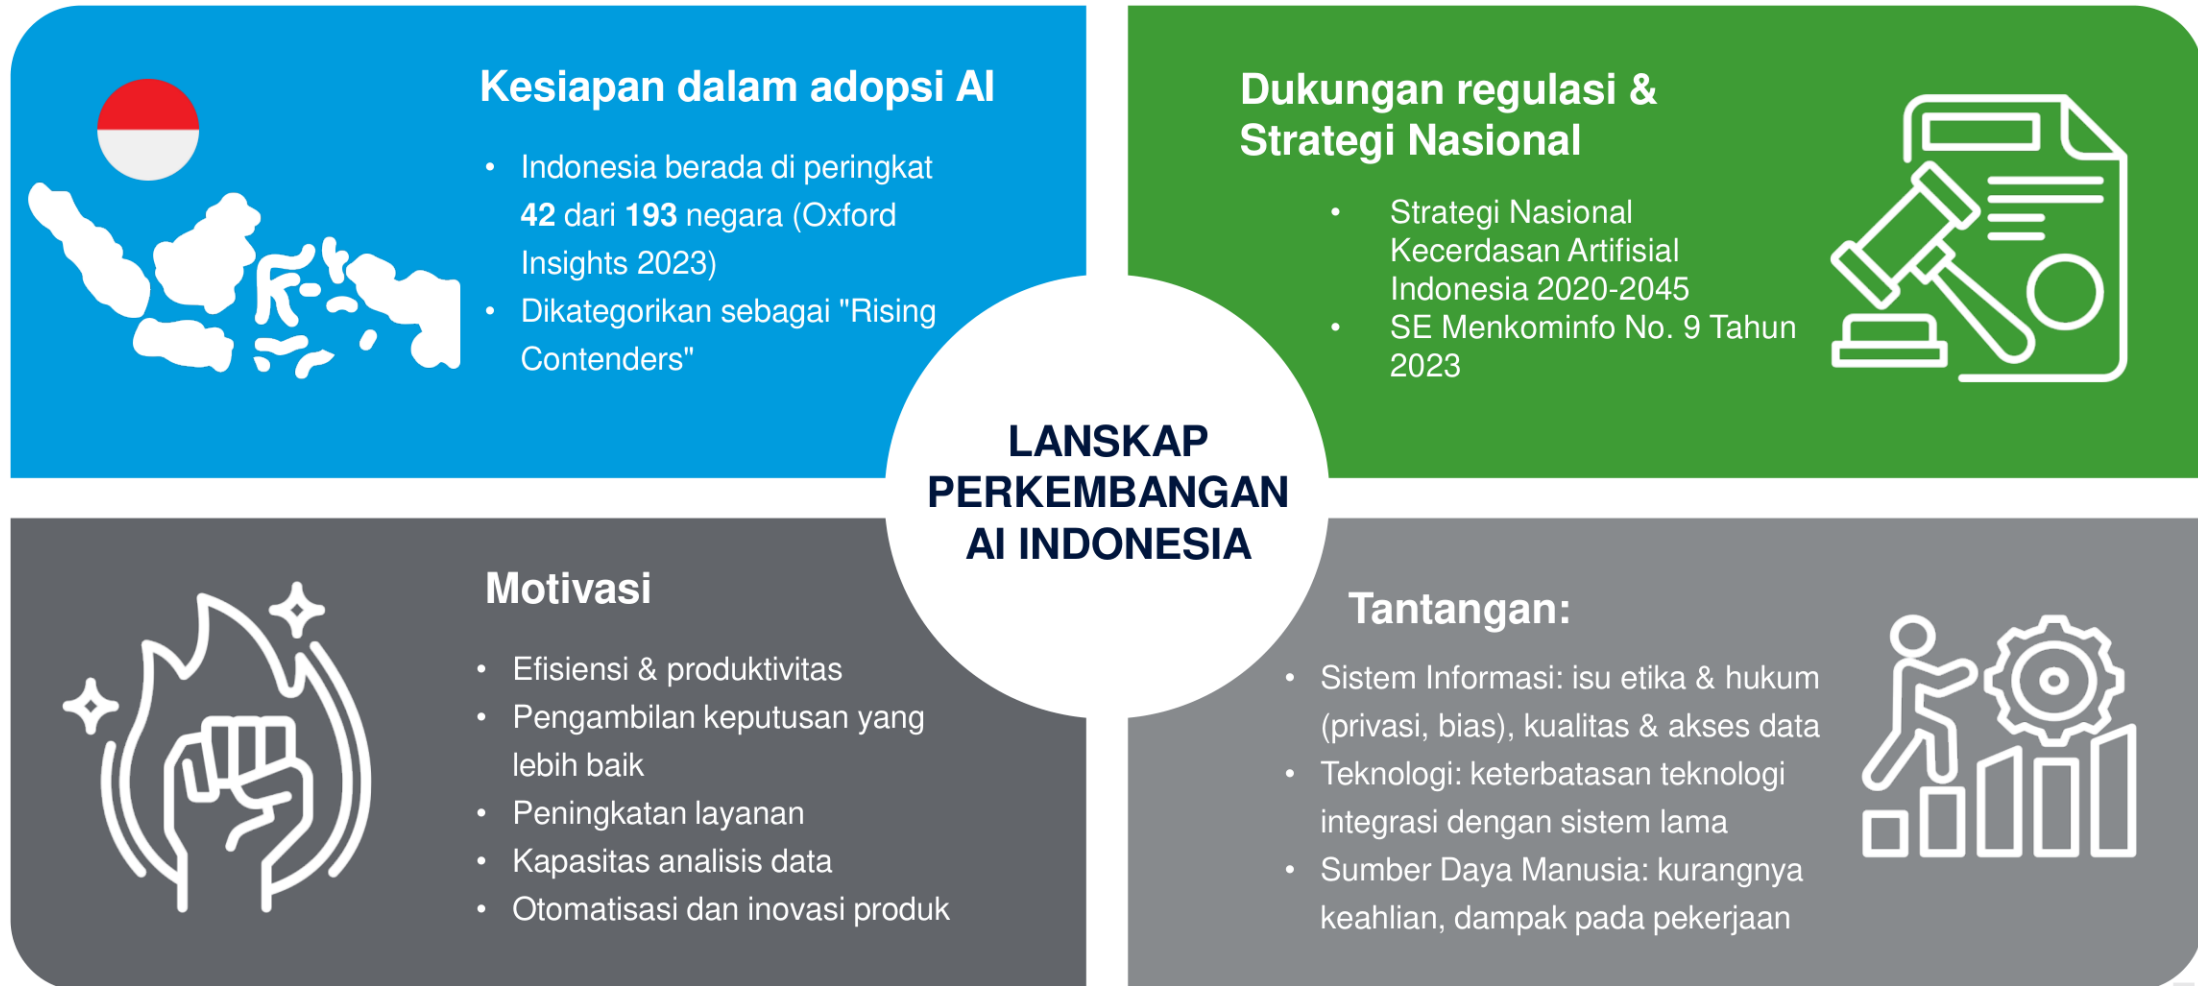 Kesiapan dalam adopsi AI
• Indonesia berada di peringkat
42 dari 193 negara (Oxford
Insights 2023)
• Dikategorikan sebagai "Rising
Contenders"
Dukungan regulasi &
Strategi Nasional
• Strategi Nasional
Kecerdasan Artifisial
Indonesia 2020-2045
• SE Menkominfo No. 9 Tahun
2023
LANSKAP
PERKEMBANGAN
AI INDONESIA
Motivasi
• Efisiensi & produktivitas
• Pengambilan keputusan yang
lebih baik
• Peningkatan layanan
• Kapasitas analisis data
• Otomatisasi dan inovasi produk
Tantangan:
• Sistem Informasi: isu etika & hukum
(privasi, bias), kualitas & akses data
• Teknologi: keterbatasan teknologi
integrasi dengan sistem lama
• Sumber Daya Manusia: kurangnya
keahlian, dampak pada pekerjaan